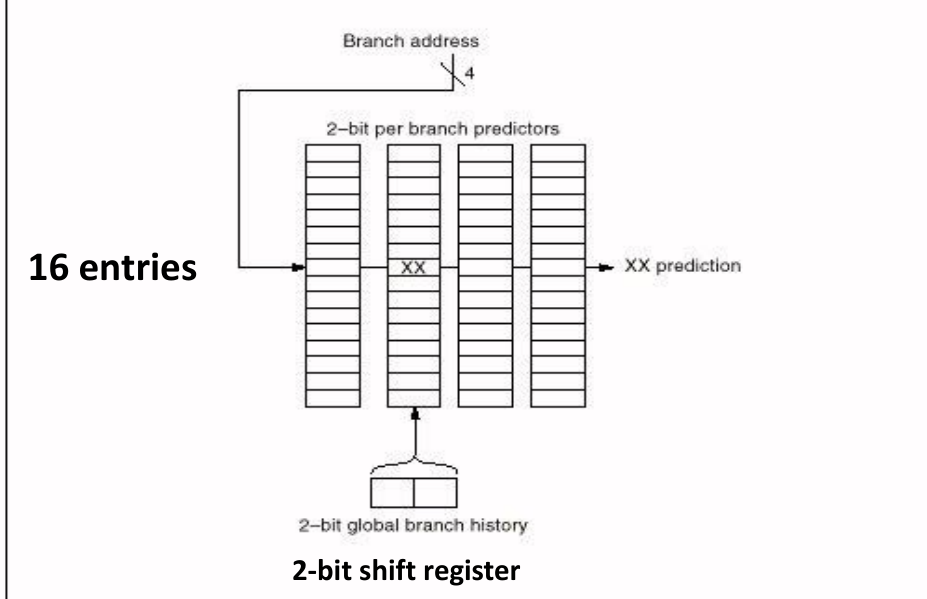 Branch address
4
2–bit per branch predictors
16 entries
XX
XX prediction
2–bit global branch history
2-bit shift register